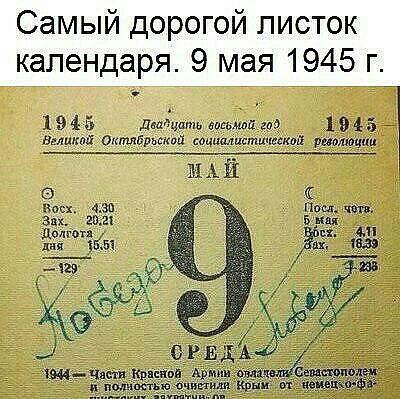 Самый дорогой листок
календаря. 9 мая 1945 г.
1945 Двадцать восьмой год 1945
Великой Октябрьской социалистической революции
МАЙ
Восх. 4.30
Зах. 20.21
Долгота
дня 15.51
—129
9
Посл. четв.
5 мая
Восх. 4.11
Зах. 16.39
236
Победа
Победа
СРЕДА
1944— Части Красной Армии овладели Севастополем
и полностью очистили Крым от немецко-фа-